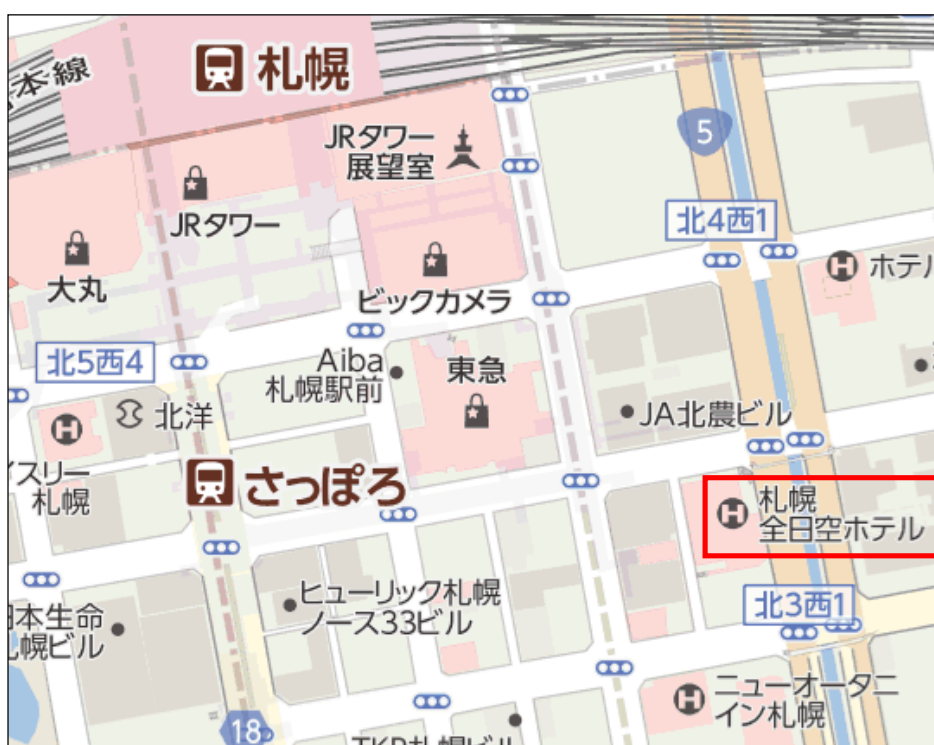 本線
札幌
JRタワー
展望室
5
JRタワー
北4西1
大丸
ビックカメラ
ホテル
北5西4
Aiba
札幌駅前
東急
北洋
JA北農ビル
イスリー
札幌
さっぽろ
札幌
全日空ホテル
ヒューリック札幌
ノース33ビル
北3西1
日本生命
札幌ビル
ニューオータニ
イン札幌
18